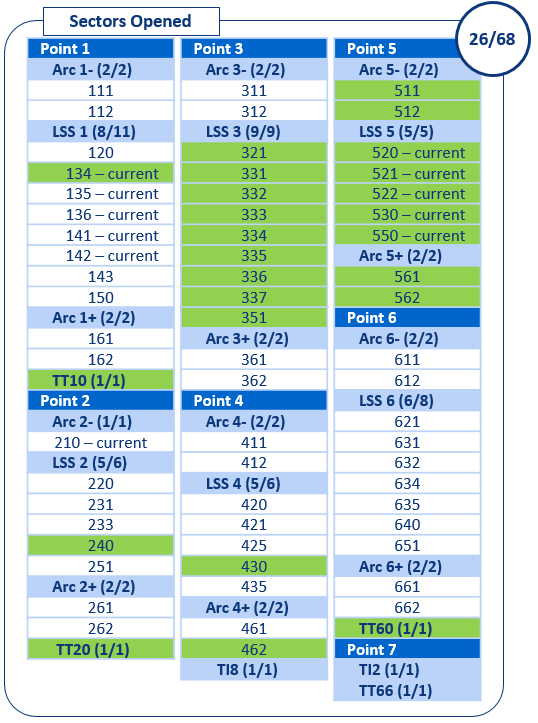 Sectors Opened
26/68
Point 1
Arc 1- (2/2)
111
112
LSS 1 (8/11)
120
134 – current
135 – current
136 – current
141 – current
142 – current
143
150
Arc 1+ (2/2)
161
162
TT10 (1/1)
Point 2
Arc 2- (1/1)
210 – current
LSS 2 (5/6)
220
231
233
240
251
Arc 2+ (2/2)
261
262
TT20 (1/1)
Point 3
Arc 3- (2/2)
311
312
LSS 3 (9/9)
321
331
332
333
334
335
336
337
351
Arc 3+ (2/2)
361
362
Point 4
Arc 4- (2/2)
411
412
LSS 4 (5/6)
420
421
425
430
435
Arc 4+ (2/2)
461
462
TI8 (1/1)
Point 5
Arc 5- (2/2)
511
512
LSS 5 (5/5)
520 – current
521 – current
522 – current
530 – current
550 – current
Arc 5+ (2/2)
561
562
Point 6
Arc 6- (2/2)
611
612
LSS 6 (6/8)
621
631
632
634
635
640
651
Arc 6+ (2/2)
661
662
TT60 (1/1)
Point 7
TI2 (1/1)
TT66 (1/1)